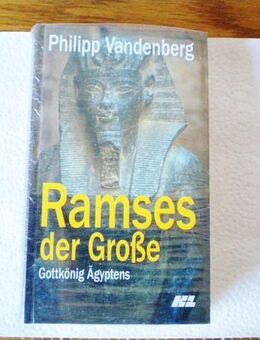 Philipp Vandenberg
Ramses
der Große
Gottkönig Ägyptens